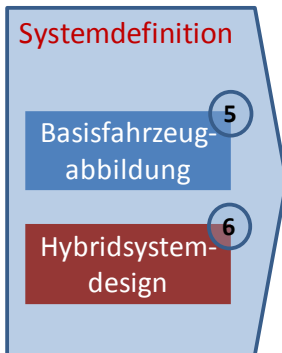 Systemdefinition
5
Basisfahrzeug-
abbildung
6
Hybridsystem-
design